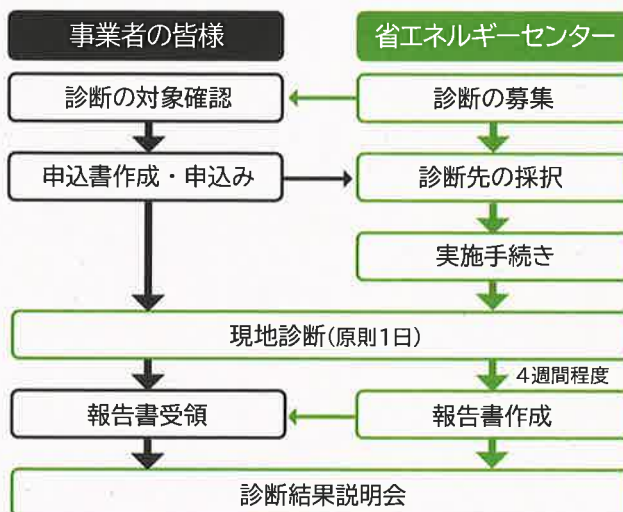 事業者の皆様 省エネルギーセンター
診断の対象確認 診断の募集
申込書作成・申込み 診断先の採択
実施手続き
現地診断(原則1日)
4週間程度
報告書受領 報告書作成
診断結果説明会